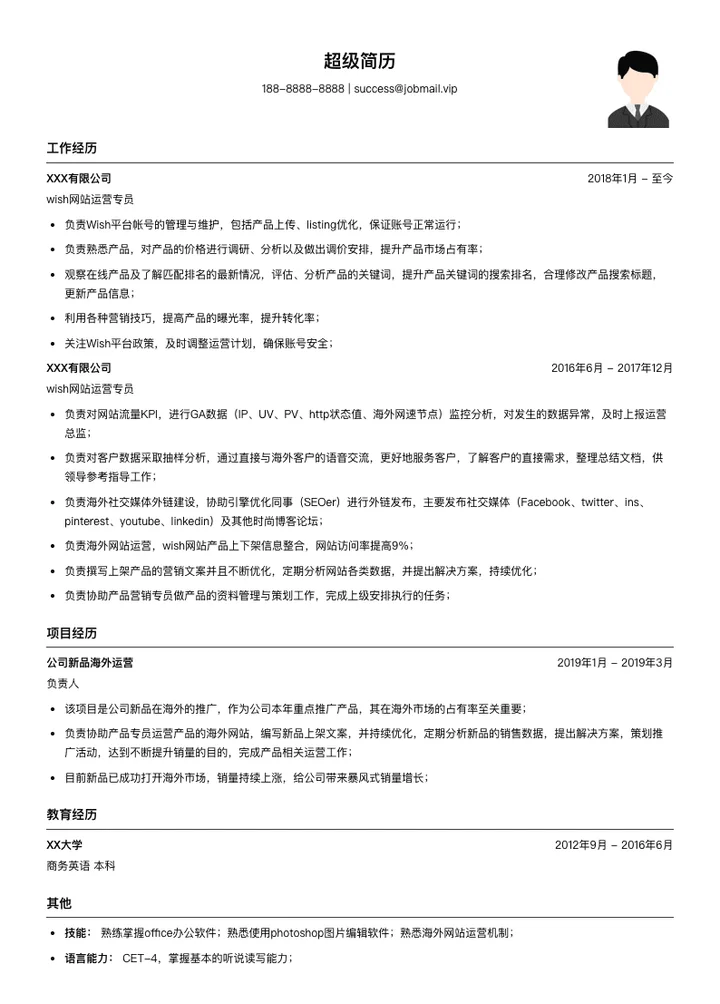 超级简历
188-8888-8888 | success@jobmail.vip
工作经历
XXX有限公司 2018年1月 - 至今
wish网站运营专员
• 负责Wish平台帐号的管理与维护，包括产品上传、listing优化，保证账号正常运行；
• 负责熟悉产品，对产品的价格进行调研、分析以及做出调价安排，提升产品市场占有率；
• 观察在线产品及了解匹配排名的最新情况，评估、分析产品的关键词，提升产品关键词的搜索排名，合理修改产品搜索标题，
更新产品信息；
• 利用各种营销技巧，提高产品的曝光率，提升转化率；
• 关注Wish平台政策，及时调整运营计划，确保账号安全；
XXX有限公司 2016年6月 - 2017年12月
wish网站运营专员
• 负责对网站流量KPI，进行GA数据（IP、UV、PV、http状态值、海外网速节点）监控分析，对发生的数据异常，及时上报运营
总监；
• 负责对客户数据采取抽样分析，通过直接与海外客户的语音交流，更好地服务客户，了解客户的直接需求，整理总结文档，供
领导参考指导工作；
• 负责海外社交媒体外链建设，协助引擎优化同事（SEOer）进行外链发布，主要发布社交媒体（Facebook、twitter、ins、
pinterest、youtube、linkedin）及其他时尚博客论坛；
• 负责海外网站运营，wish网站产品上下架信息整合，网站访问率提高9%；
• 负责撰写上架产品的营销文案并且不断优化，定期分析网站各类数据，并提出解决方案，持续优化；
• 负责协助产品营销专员做产品的资料管理与策划工作，完成上级安排执行的任务；
项目经历
公司新品海外运营 2019年1月 - 2019年3月
负责人
• 该项目是公司新品在海外的推广，作为公司本年重点推广产品，其在海外市场的占有率至关重要；
• 负责协助产品专员运营产品的海外网站，编写新品上架文案，并持续优化，定期分析新品的销售数据，提出解决方案，策划推
广活动，达到不断提升销量的目的，完成产品相关运营工作；
• 目前新品已成功打开海外市场，销量持续上涨，给公司带来暴风式销量增长；
教育经历
XX大学 2012年9月 - 2016年6月
商务英语 本科
其他
• 技能： 熟练掌握office办公软件；熟悉使用photoshop图片编辑软件；熟悉海外网站运营机制；
• 语言能力： CET-4，掌握基本的听说读写能力；